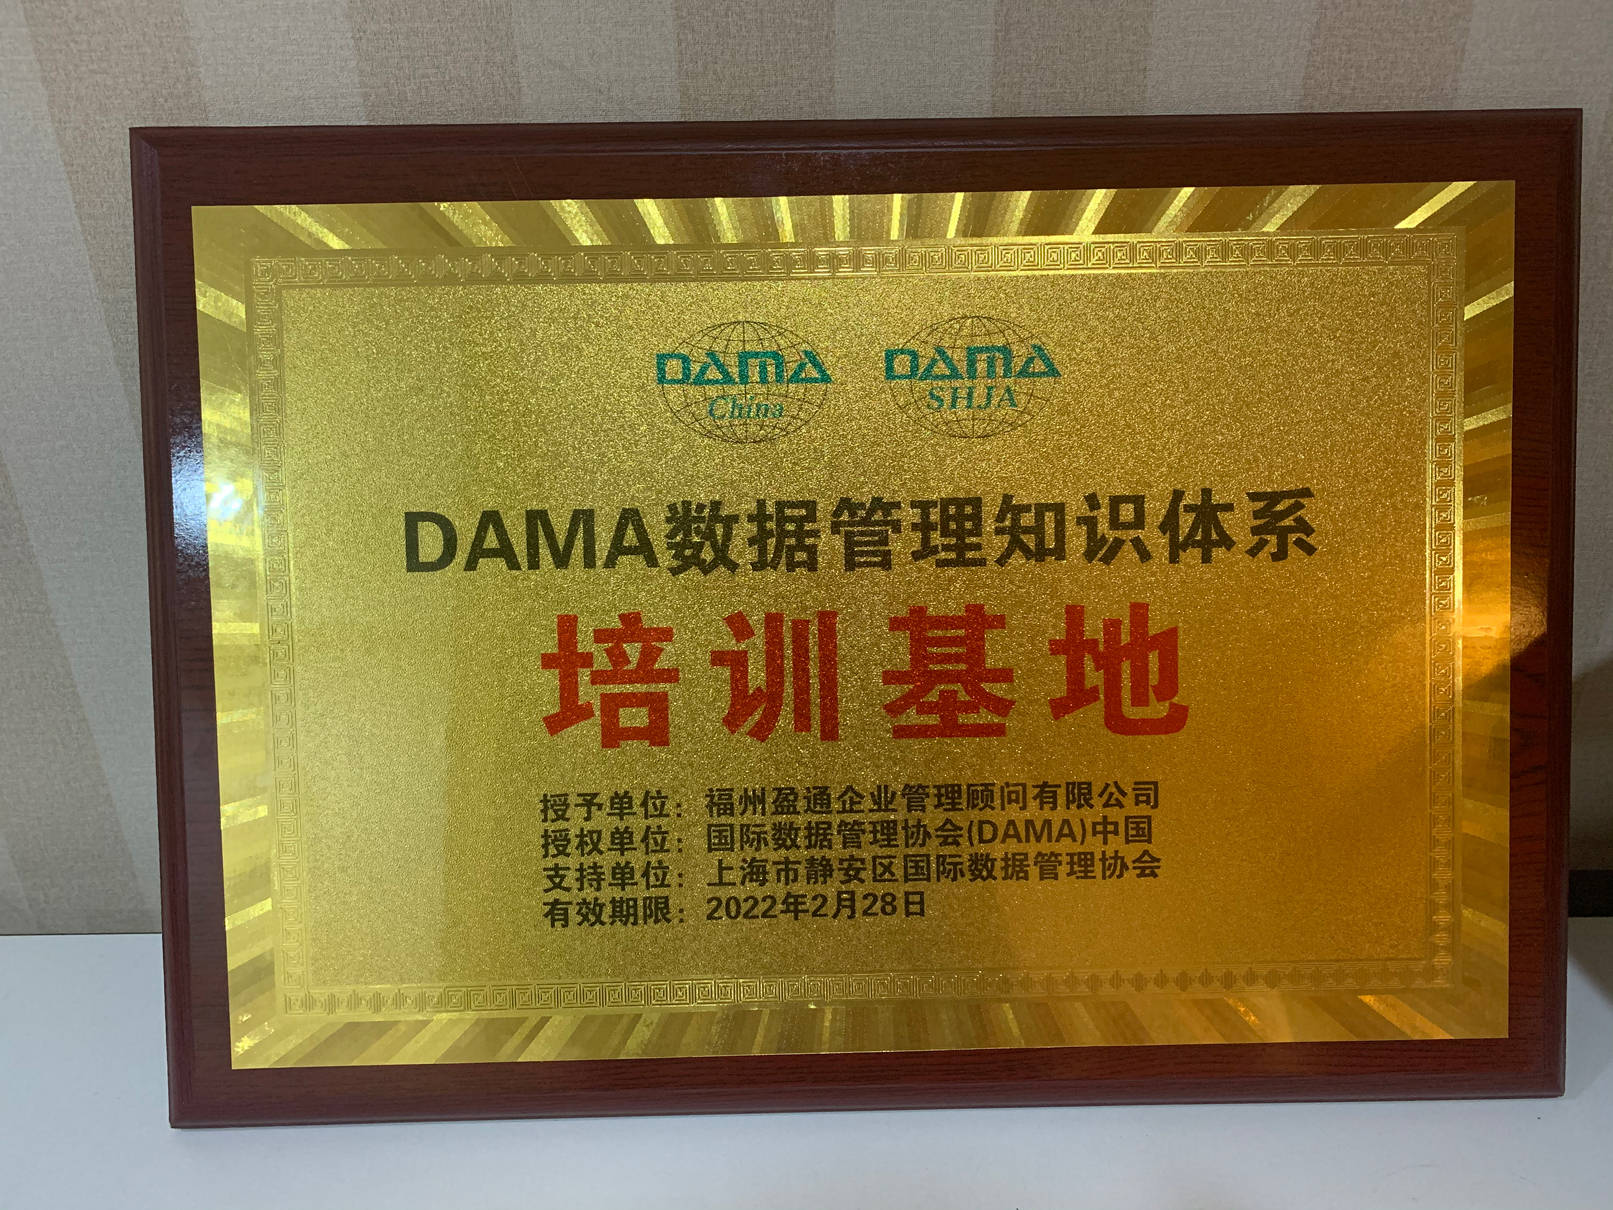 DAMA
China
DAMA
SHJA
DAMA数据管理知识体系
培训基地
授予单位：福州盈通企业管理顾问有限公司
授权单位：国际数据管理协会(DAMA)中国
支持单位：上海市静安区国际数据管理协会
有效期限：2022年2月28日